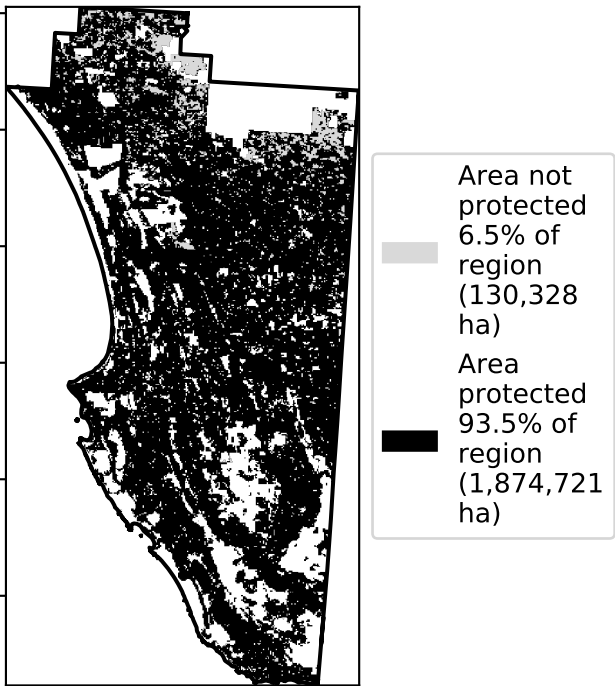 Area not
protected
6.5% of
region
(130,328
ha)
Area
protected
93.5% of
region
(1,874,721
ha)